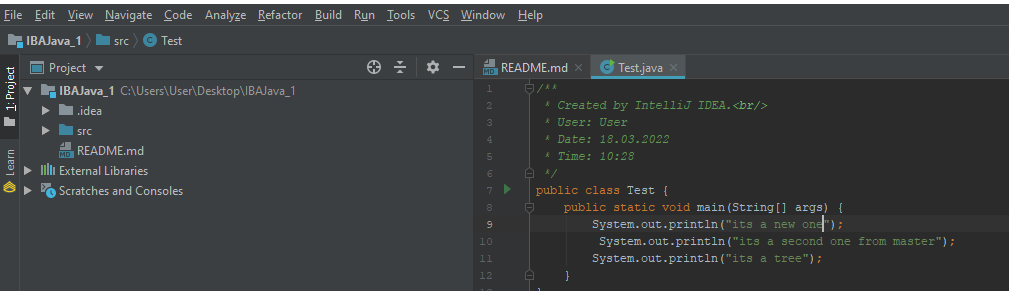 File Edit View Navigate Code Analyze Refactor Build Run Tools VCS Window Help
IBAJava_1 src Test
1: Project
Learn
Project
IBAJava_1 C:\Users\User\Desktop\IBAJava_1
.idea
src
README.md
External Libraries
Scratches and Consoles
README.md Test.java
1 /**
2 * Created by IntelliJ IDEA.<br/>
3 * User: User
4 * Date: 18.03.2022
5 * Time: 10:28
6 */
7 public class Test {
8 public static void main(String[] args) {
9 System.out.println("its a new one");
10 System.out.println("its a second one from master");
11 System.out.println("its a tree");
12 }